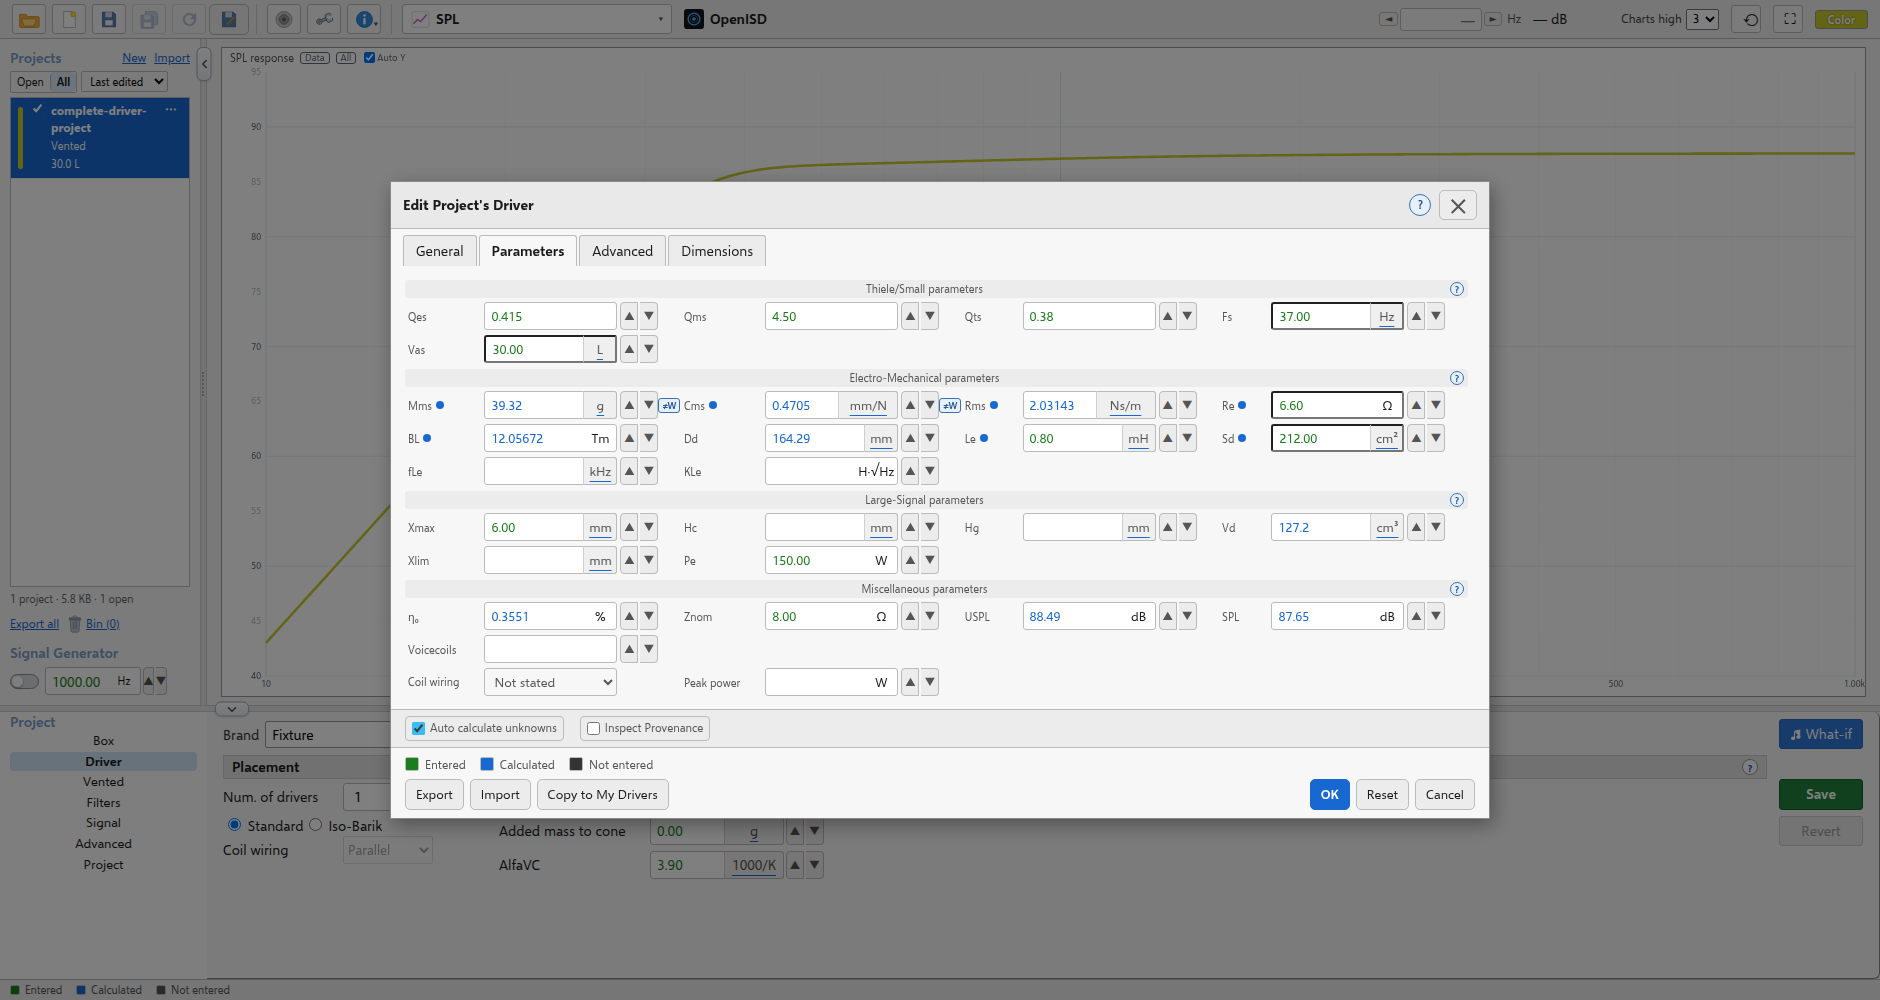 SPL
OpenISD
—
Hz
— dB
Charts high
3
Color
Projects
New
Import
Open
All
Last edited
complete-driver-
project
Vented
30.0 L
1 project · 5.8 KB · 1 open
Export all
Bin (0)
Signal Generator
1000.00 Hz
SPL response
Data
All
Auto Y
95
90
85
80
75
70
65
60
55
50
45
40
10
500
1.00k
Edit Project's Driver
?
General
Parameters
Advanced
Dimensions
Thiele/Small parameters ?
Qes 0.415 Qms 4.50 Qts 0.38 Fs 37.00 Hz
Vas 30.00 L
Electro-Mechanical parameters ?
Mms 39.32 g ≠W Cms 0.4705 mm/N ≠W Rms 2.03143 Ns/m Re 6.60 Ω
BL 12.05672 Tm Dd 164.29 mm Le 0.80 mH Sd 212.00 cm²
fLe kHz KLe H·√Hz
Large-Signal parameters ?
Xmax 6.00 mm Hc mm Hg mm Vd 127.2 cm³
Xlim mm Pe 150.00 W
Miscellaneous parameters ?
ηₒ 0.3551 % Znom 8.00 Ω USPL 88.49 dB SPL 87.65 dB
Voicecoils
Coil wiring Not stated Peak power W
Auto calculate unknowns
Inspect Provenance
Entered Calculated Not entered
Export
Import
Copy to My Drivers
OK
Reset
Cancel
Project
Box
Driver
Vented
Filters
Signal
Advanced
Project
Brand Fixture
Placement ?
Num. of drivers 1
Standard Iso-Barik
Coil wiring Parallel
Added mass to cone 0.00 g
AlfaVC 3.90 1000/K
What-if
Save
Revert
Entered Calculated Not entered